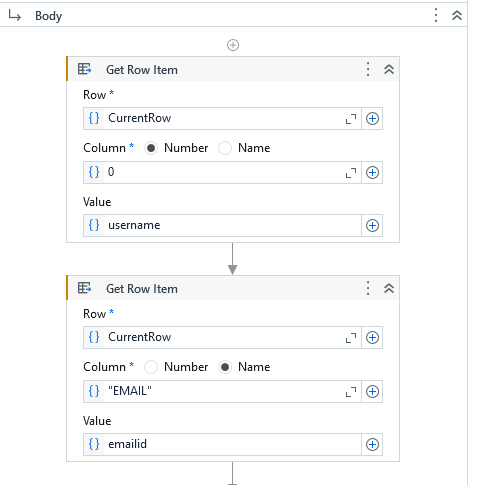 Body
Get Row Item
Row *
{ } CurrentRow
Column * Number Name
{ } 0
Value
{ } username
Get Row Item
Row *
{ } CurrentRow
Column * Number Name
{ } "EMAIL"
Value
{ } emailid